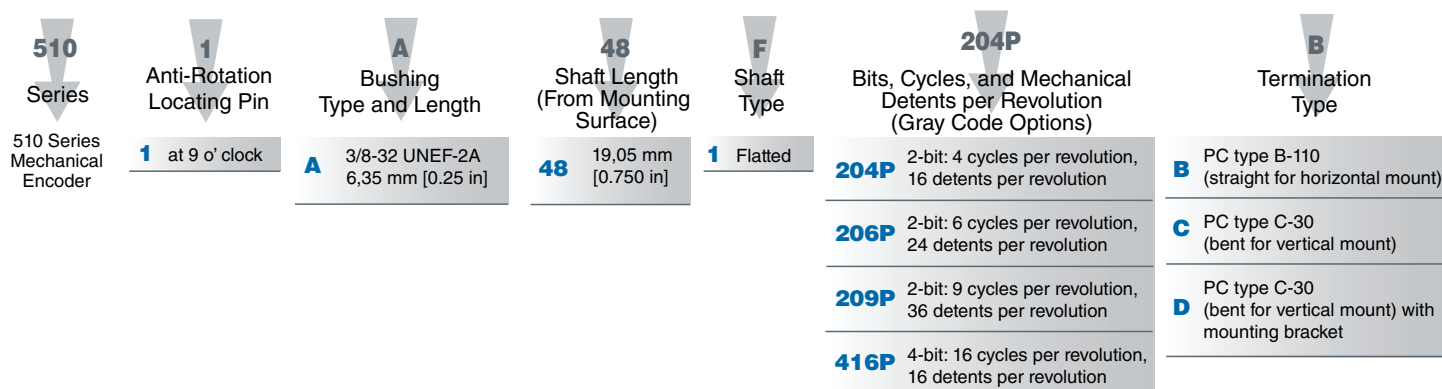 510
Series
510 Series
Mechanical
Encoder
1
Anti-Rotation
Locating Pin
1 at 9 o' clock
A
Bushing
Type and Length
A 3/8-32 UNEF-2A
6,35 mm [0.25 in]
48
Shaft Length
(From Mounting
Surface)
48 19,05 mm
[0.750 in]
F
Shaft
Type
1 Flatted
204P
Bits, Cycles, and Mechanical
Detents per Revolution
(Gray Code Options)
204P 2-bit: 4 cycles per revolution,
16 detents per revolution
206P 2-bit: 6 cycles per revolution,
24 detents per revolution
209P 2-bit: 9 cycles per revolution,
36 detents per revolution
416P 4-bit: 16 cycles per revolution,
16 detents per revolution
B
Termination
Type
B PC type B-110
(straight for horizontal mount)
C PC type C-30
(bent for vertical mount)
D PC type C-30
(bent for vertical mount) with
mounting bracket